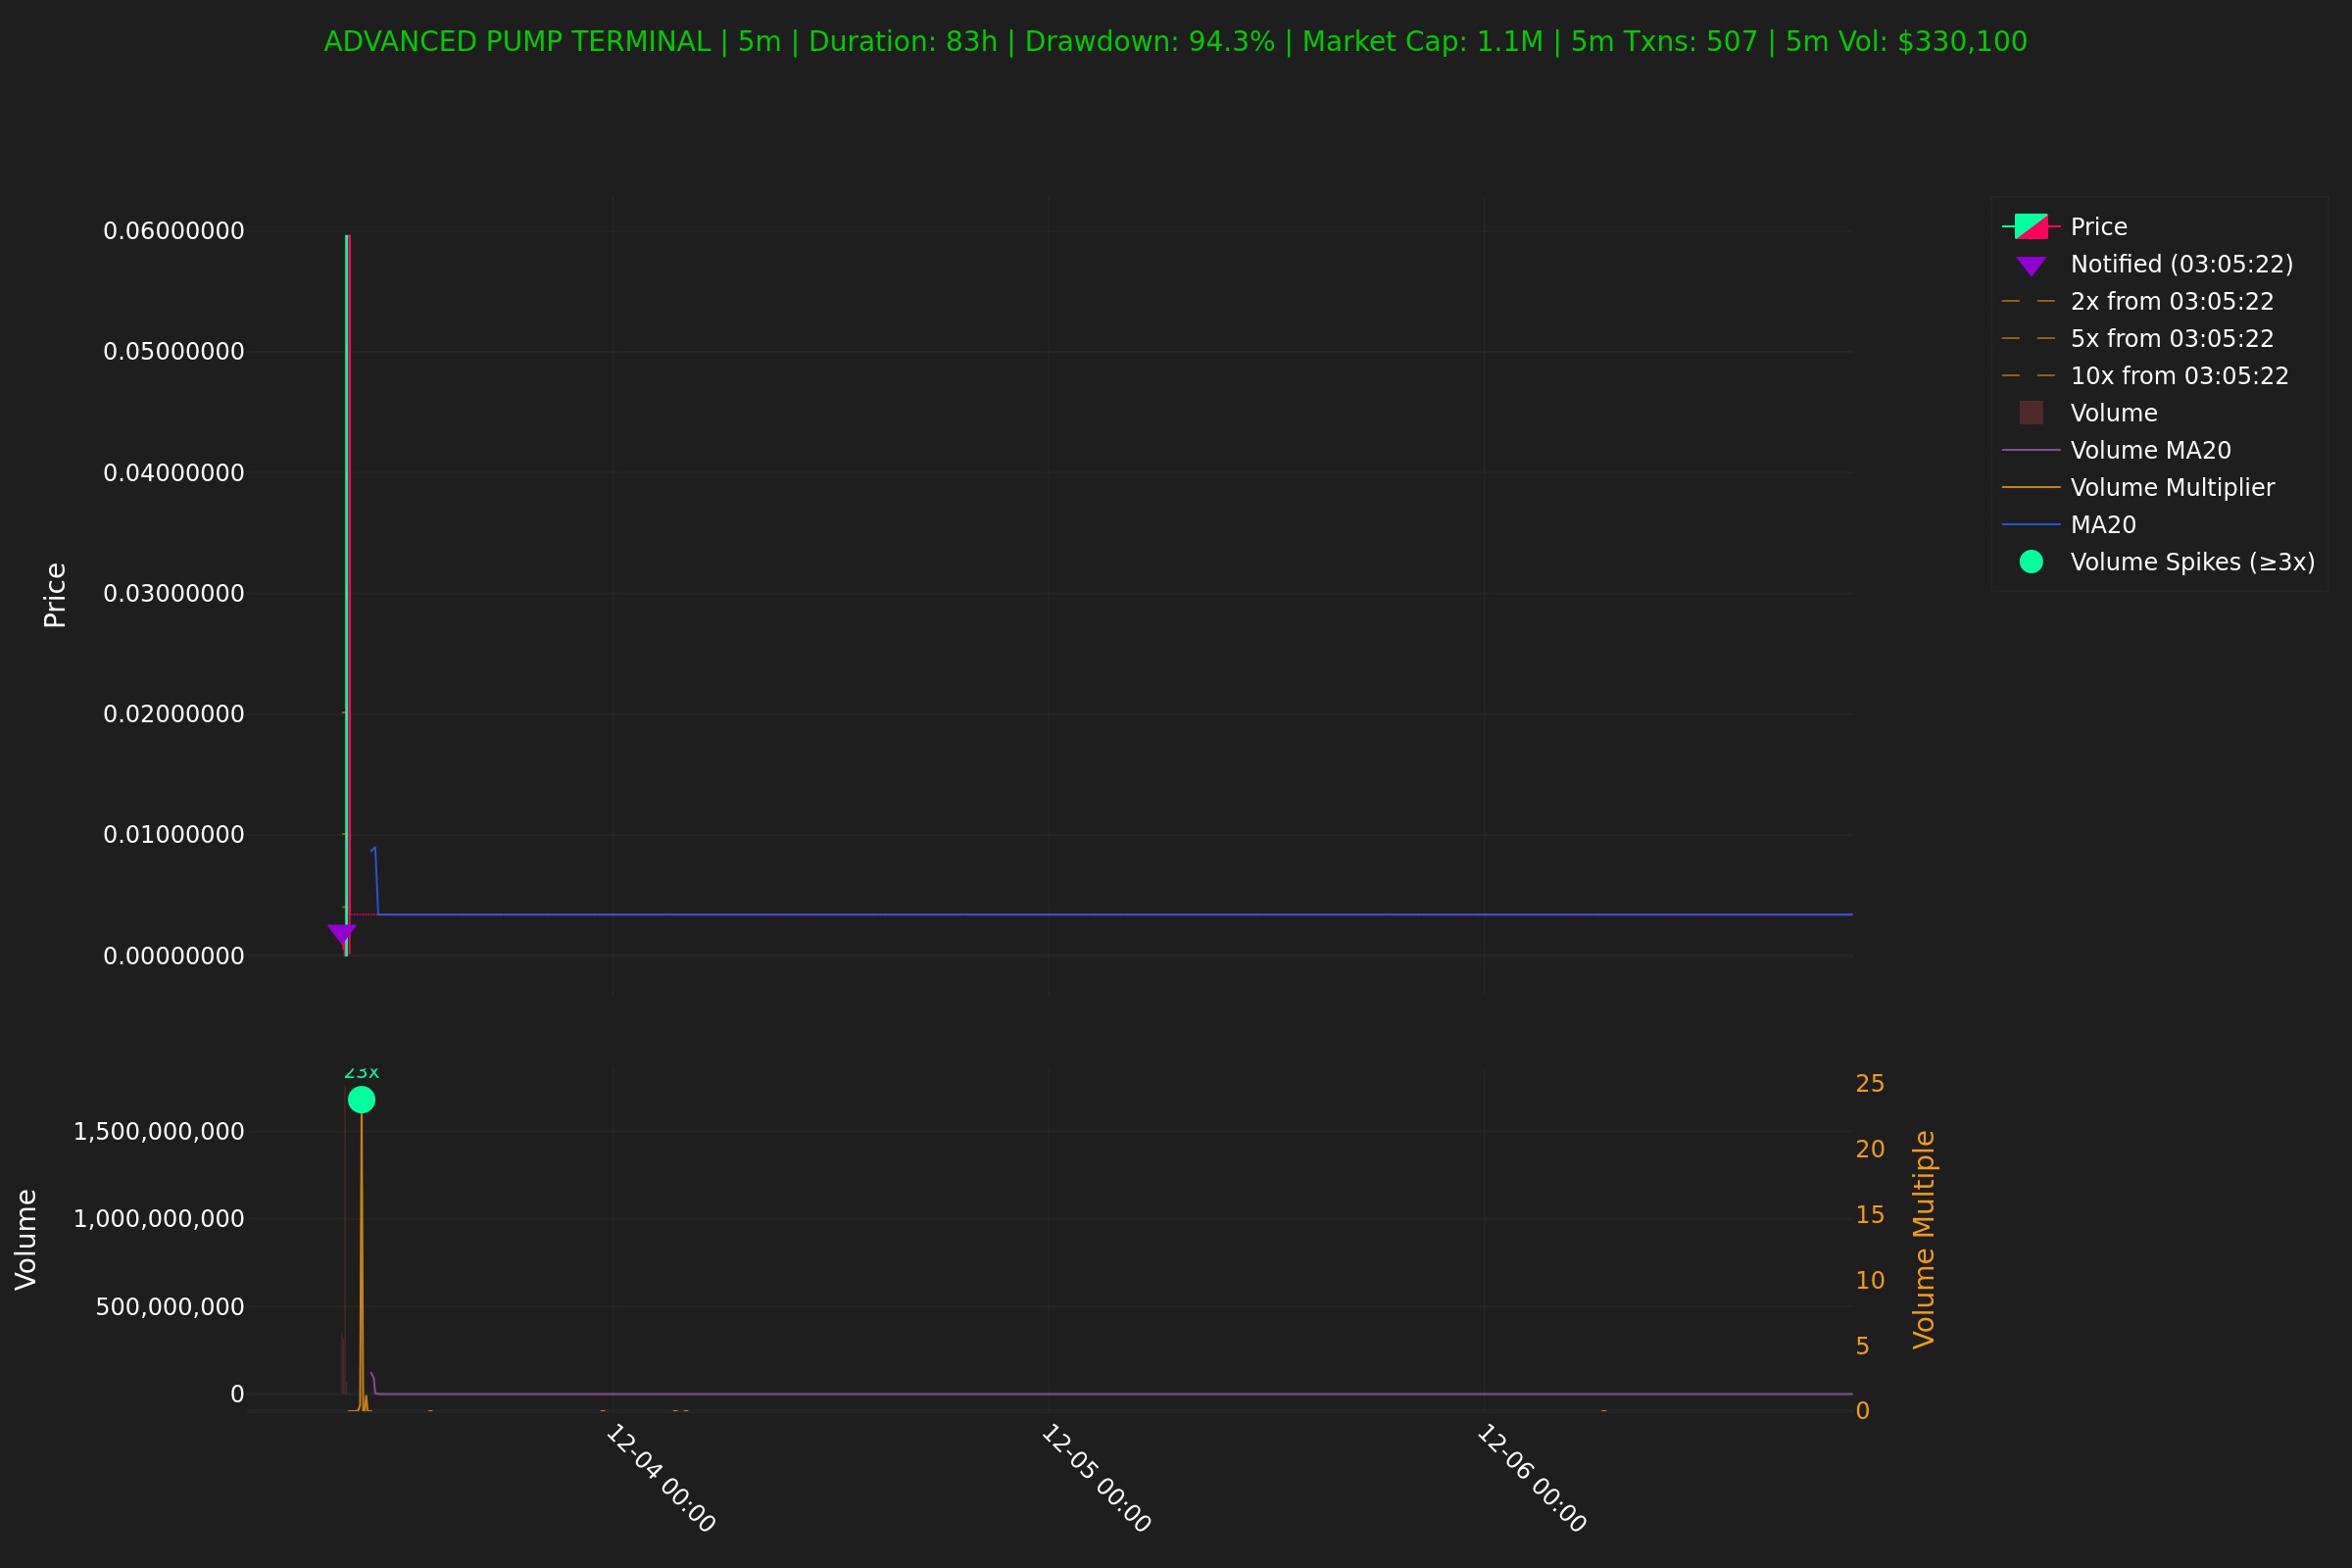 ADVANCED PUMP TERMINAL | 5m | Duration: 83h | Drawdown: 94.3% | Market Cap: 1.1M | 5m Txns: 507 | 5m Vol: $330,100
Price
0.06000000
0.05000000
0.04000000
0.03000000
0.02000000
0.01000000
0.00000000
Price
Notified (03:05:22)
2x from 03:05:22
5x from 03:05:22
10x from 03:05:22
Volume
Volume MA20
Volume Multiplier
MA20
Volume Spikes (≥3x)
23x
Volume
1,500,000,000
1,000,000,000
500,000,000
0
25
20
15
10
5
0
Volume Multiple
12-04 00:00
12-05 00:00
12-06 00:00